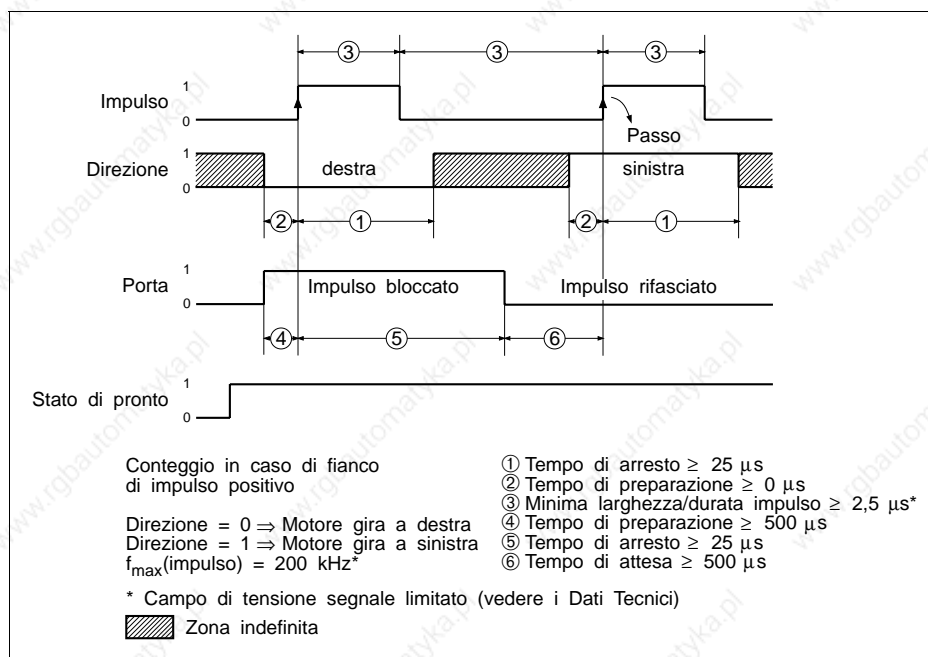 ③ ③ ③
Impulso 1 0
Passo
Direzione 1 0 destra sinistra
② ① ② ①
Porta 1 0 Impulso bloccato Impulso rifasciato
④ ⑤ ⑥
Stato di pronto 1 0
Conteggio in caso di fianco
di impulso positivo
Direzione = 0 ⇒ Motore gira a destra
Direzione = 1 ⇒ Motore gira a sinistra
fmax(impulso) = 200 kHz*
① Tempo di arresto ≥ 25 µs
② Tempo di preparazione ≥ 0 µs
③ Minima larghezza/durata impulso ≥ 2,5 µs*
④ Tempo di preparazione ≥ 500 µs
⑤ Tempo di arresto ≥ 25 µs
⑥ Tempo di attesa ≥ 500 µs
* Campo di tensione segnale limitato (vedere i Dati Tecnici)
Zona indefinita
www.rgbautomatyka.pl